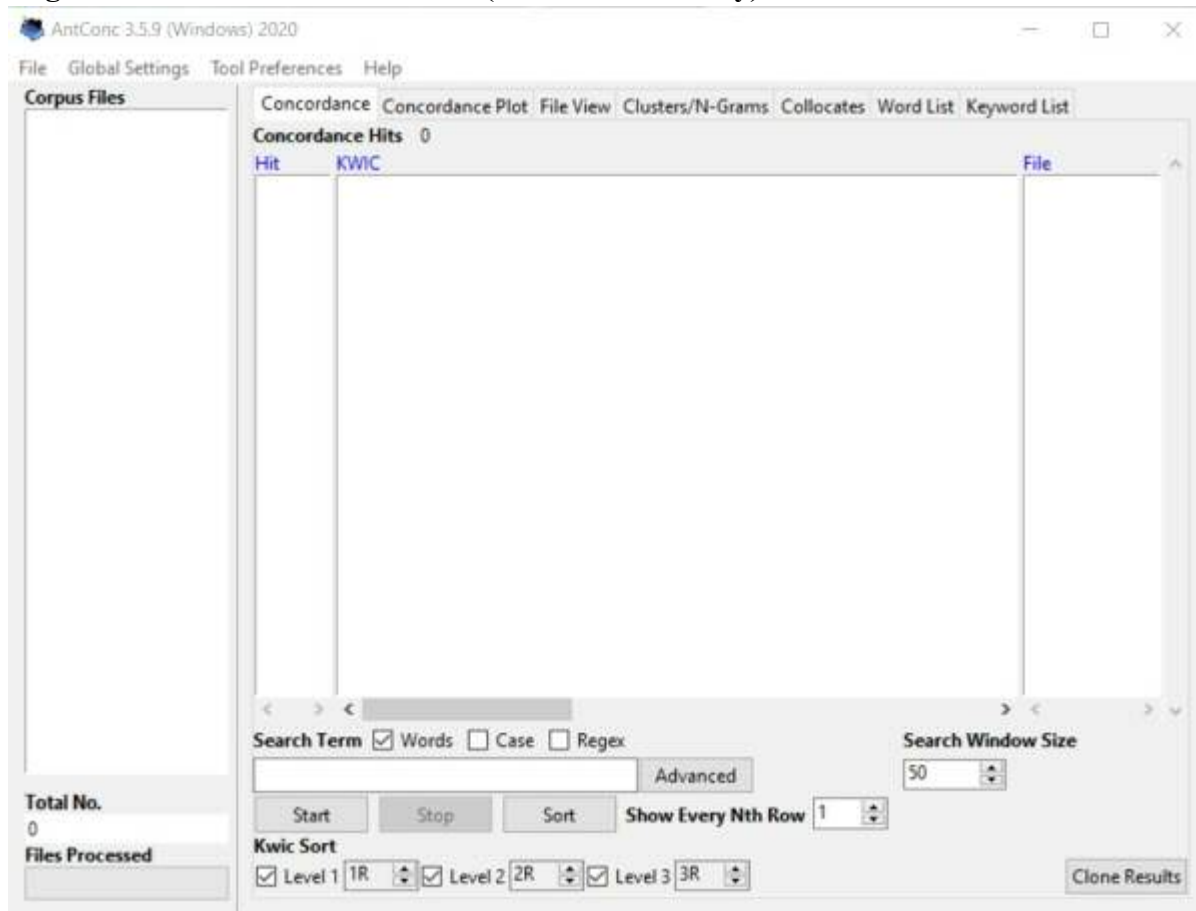 AntConc 3.5.9 (Windows) 2020
File Global Settings Tool Preferences Help
Corpus Files
Concordance Concordance Plot File View Clusters/N-Grams Collocates Word List Keyword List
Concordance Hits 0
Hit KWIC File
Search Term Words Case Regex Search Window Size
Advanced 50
Total No.
0
Start Stop Sort Show Every Nth Row 1
Files Processed
Kwic Sort
Level 1 1R Level 2 2R Level 3 3R Clone Results